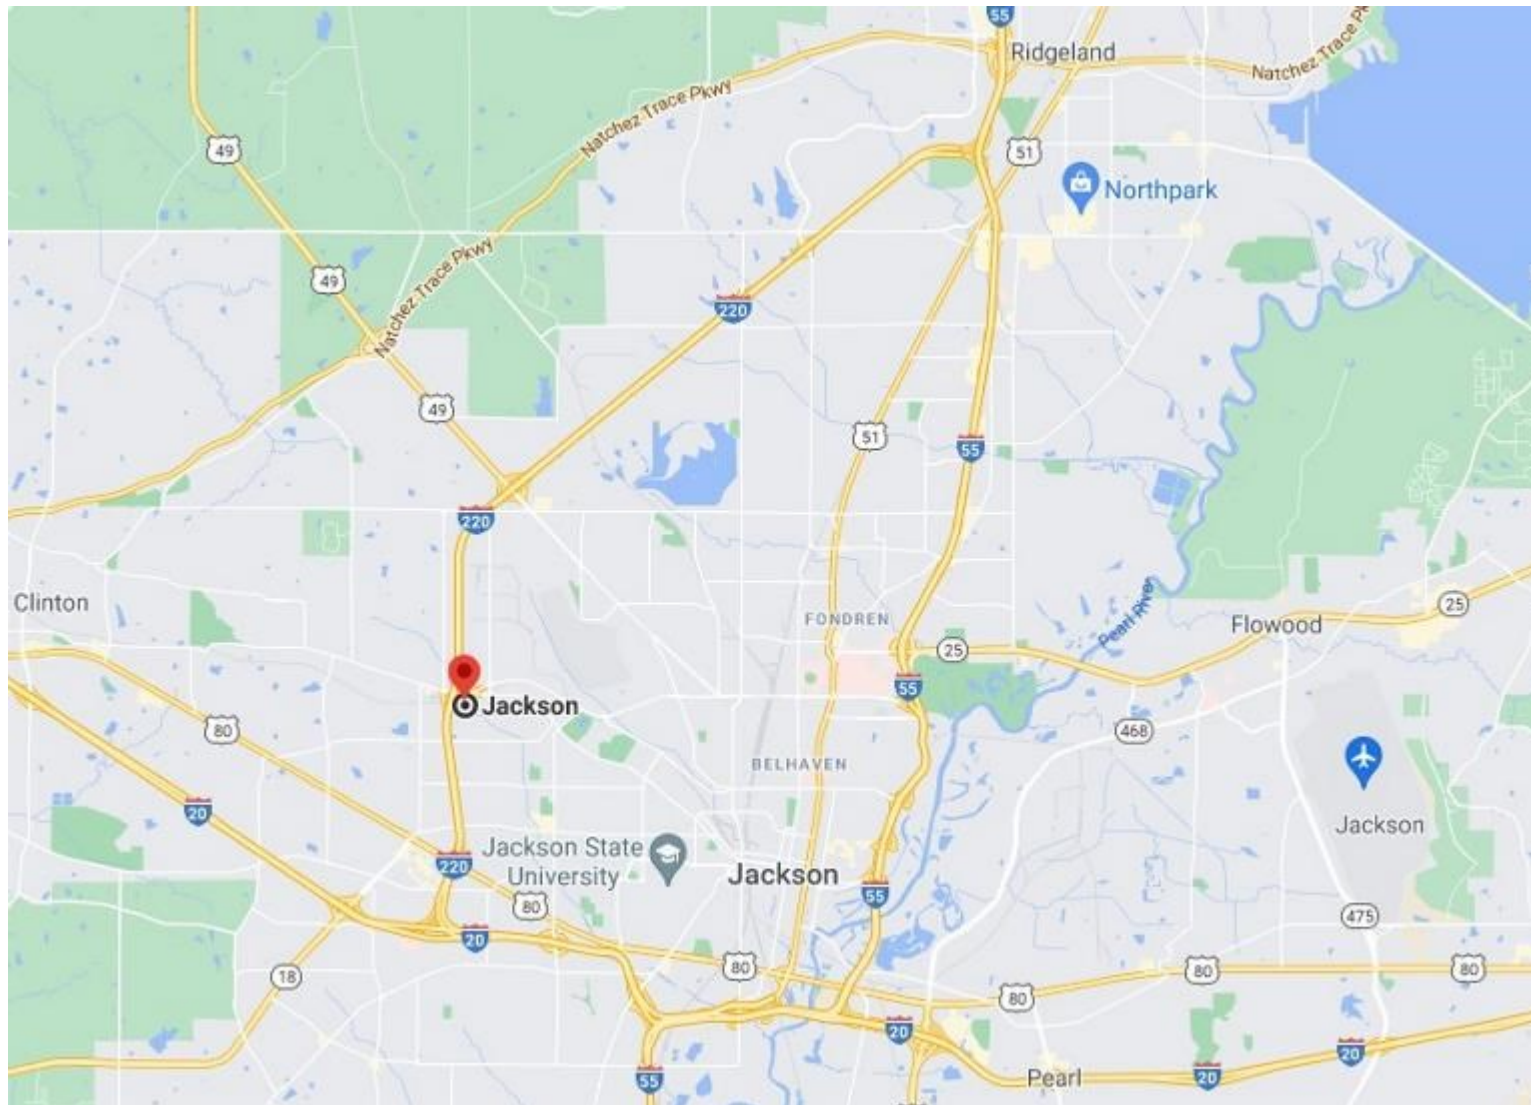 55
Ridgeland
Natchez Trace Pkwy
Natchez Trace P
49
51
Northpark
Natchez Trace Pkwy
49
220
49
51
55
220
Clinton
FONDREN
Pearl River
Flowood
25
25
55
Jackson
80
468
BELHAVEN
20
Jackson
220
Jackson State
University
Jackson
55
80
475
20
80
80
80
18
80
20
20
55
Pearl
20